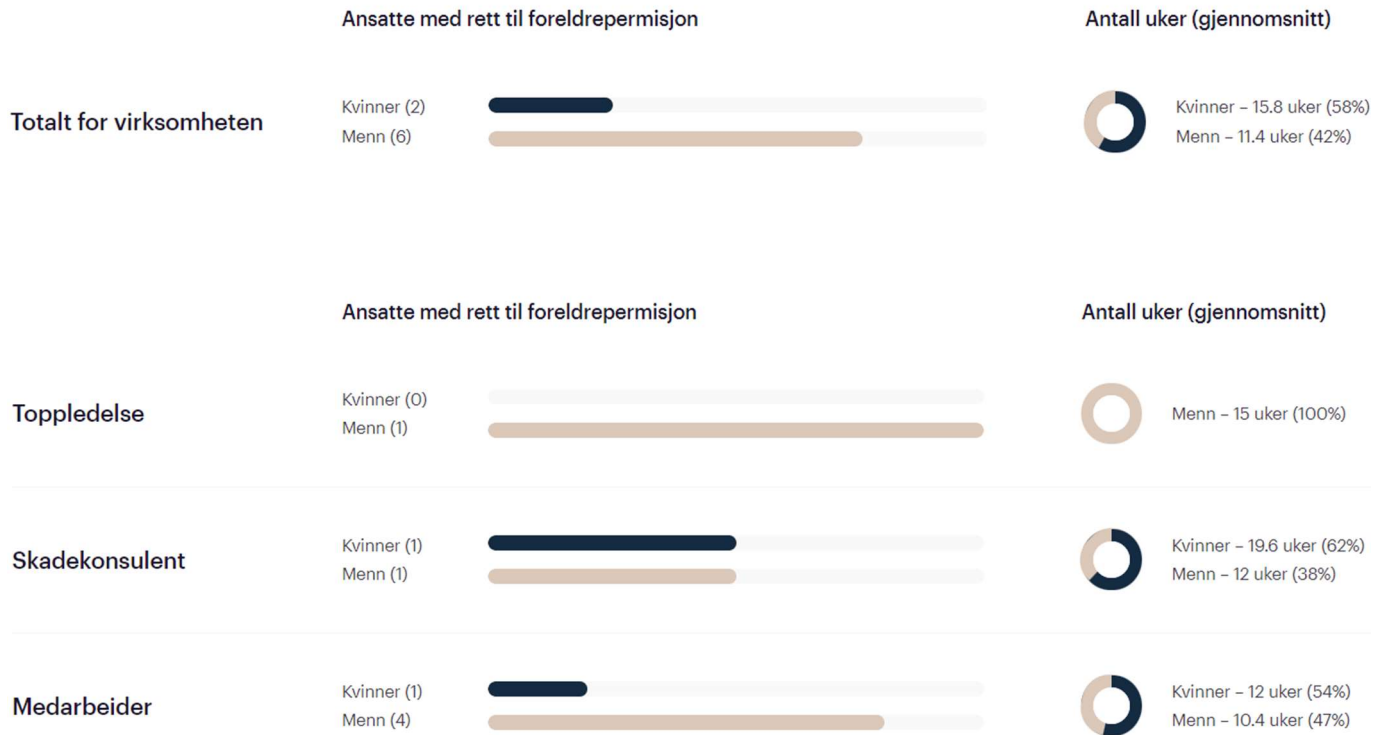 Ansatte med rett til foreldrepermisjon Antall uker (gjennomsnitt)
Totalt for virksomheten
Kvinner (2) Kvinner – 15.8 uker (58%)
Menn (6) Menn – 11.4 uker (42%)
Ansatte med rett til foreldrepermisjon Antall uker (gjennomsnitt)
Toppledelse
Kvinner (0)
Menn (1)
Menn – 15 uker (100%)
Skadekonsulent
Kvinner (1) Kvinner – 19.6 uker (62%)
Menn (1) Menn – 12 uker (38%)
Medarbeider
Kvinner (1) Kvinner – 12 uker (54%)
Menn (4) Menn – 10.4 uker (47%)